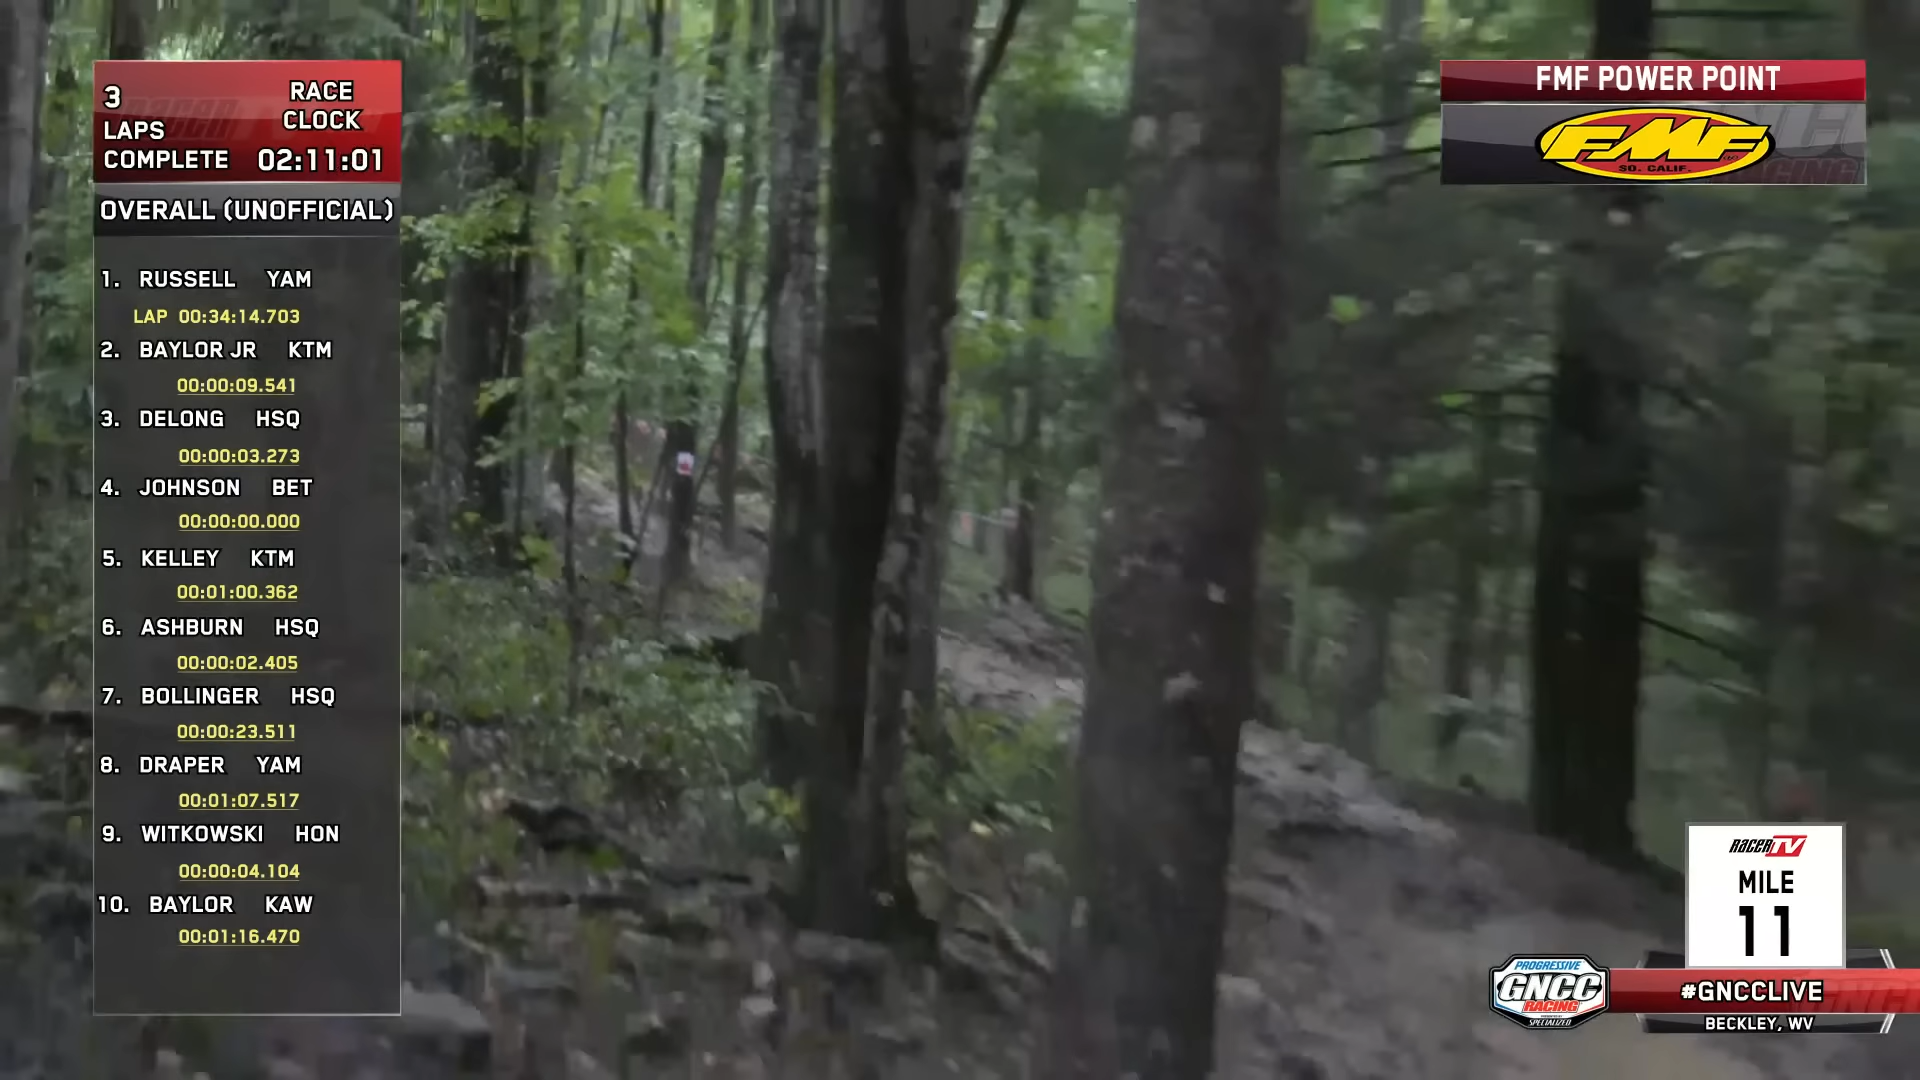 3
LAPS
COMPLETE
RACE
CLOCK
02:11:01
OVERALL (UNOFFICIAL)
1. RUSSELL YAM
LAP 00:34:14.703
2. BAYLOR JR KTM
00:00:09.541
3. DELONG HSQ
00:00:03.273
4. JOHNSON BET
00:00:00.000
5. KELLEY KTM
00:01:00.362
6. ASHBURN HSQ
00:00:02.405
7. BOLLINGER HSQ
00:00:23.511
8. DRAPER YAM
00:01:07.517
9. WITKOWSKI HON
00:00:04.104
10. BAYLOR KAW
00:01:16.470
FMF POWER POINT
FMF
SO. CALIF.
RACER TV
MILE
11
PROGRESSIVE
GNCC
RACING
SPECIALIZED
#GNCCLIVE
BECKLEY, WV